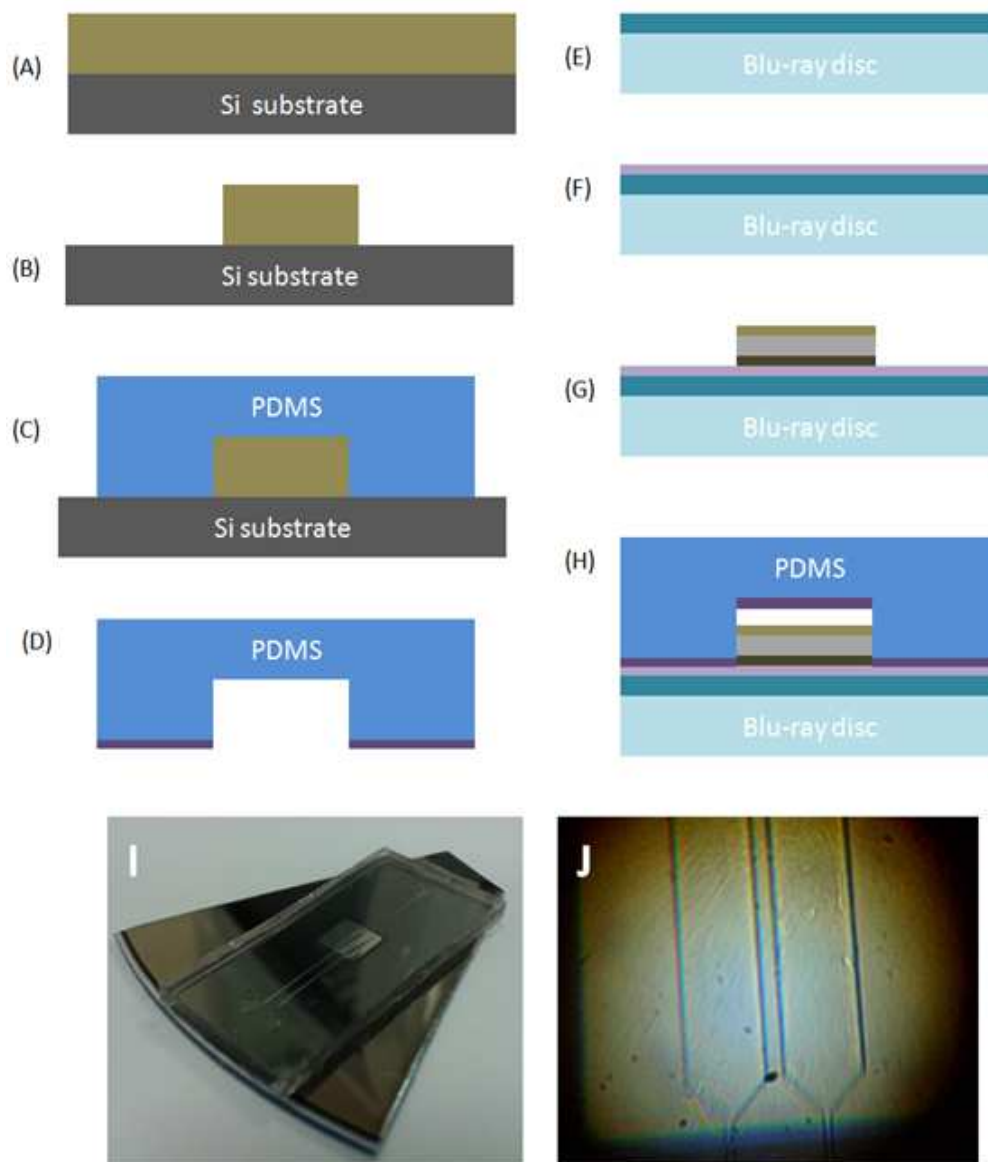 (A)
Si substrate
(B)
Si substrate
(C)
PDMS
Si substrate
(D)
PDMS
(E)
Blu-ray disc
(F)
Blu-ray disc
(G)
Blu-ray disc
(H)
PDMS
Blu-ray disc
I
J